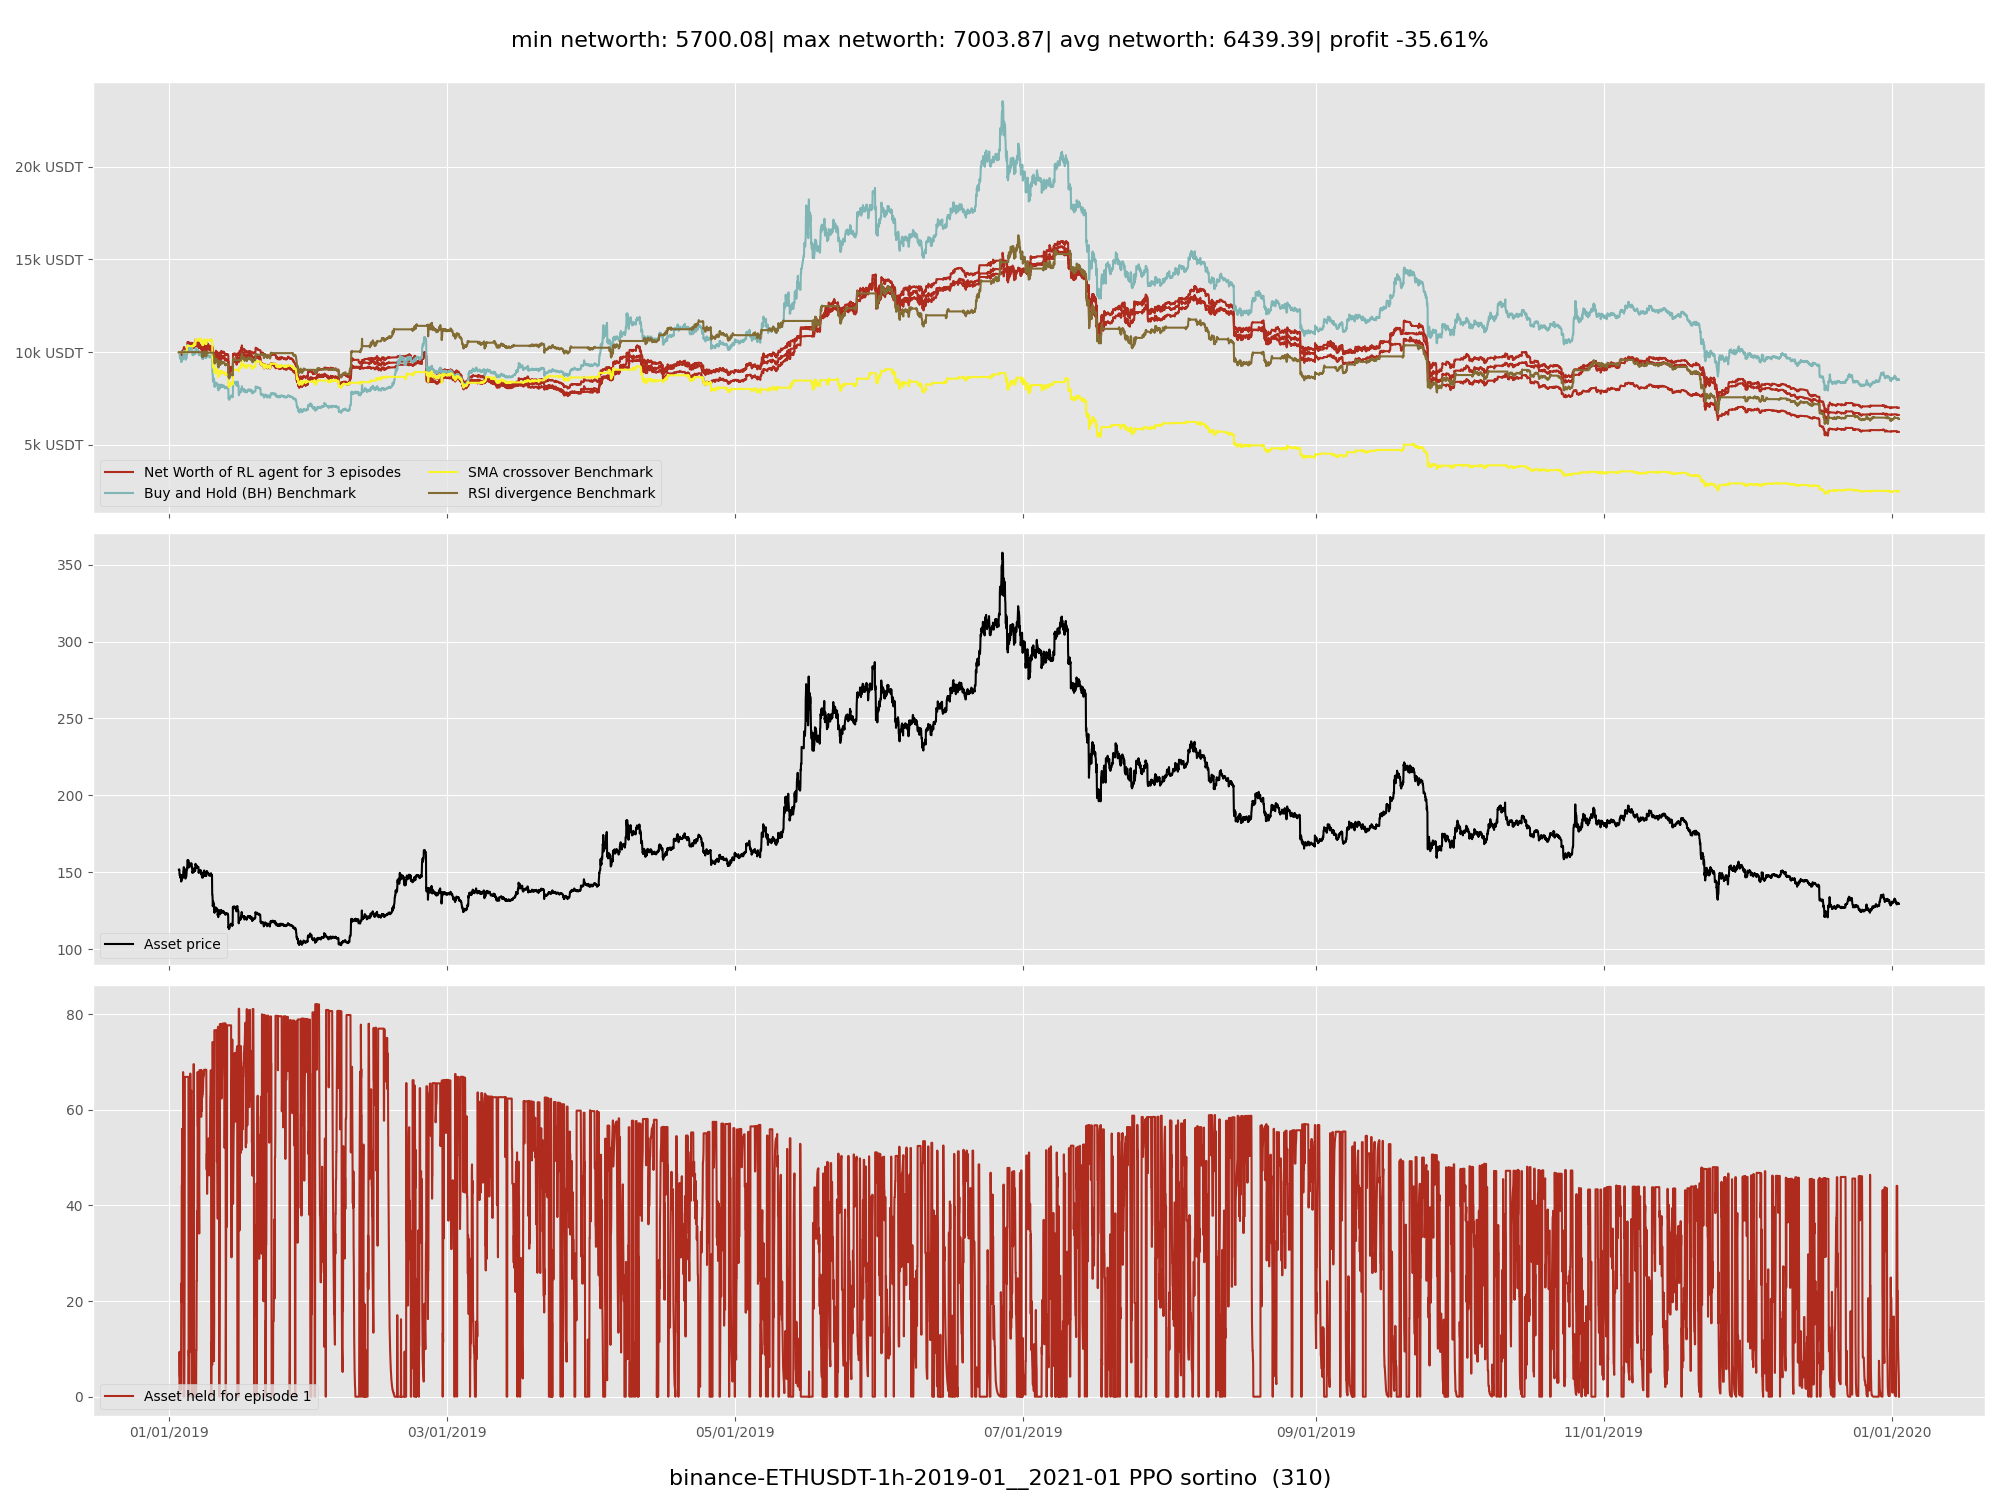 min networth: 5700.08| max networth: 7003.87| avg networth: 6439.39| profit -35.61%
20k USDT
15k USDT
10k USDT
5k USDT
Net Worth of RL agent for 3 episodes
Buy and Hold (BH) Benchmark
SMA crossover Benchmark
RSI divergence Benchmark
350
300
250
200
150
100
Asset price
80
60
40
20
0
Asset held for episode 1
01/01/2019 03/01/2019 05/01/2019 07/01/2019 09/01/2019 11/01/2019 01/01/2020
binance-ETHUSDT-1h-2019-01__2021-01 PPO sortino  (310)